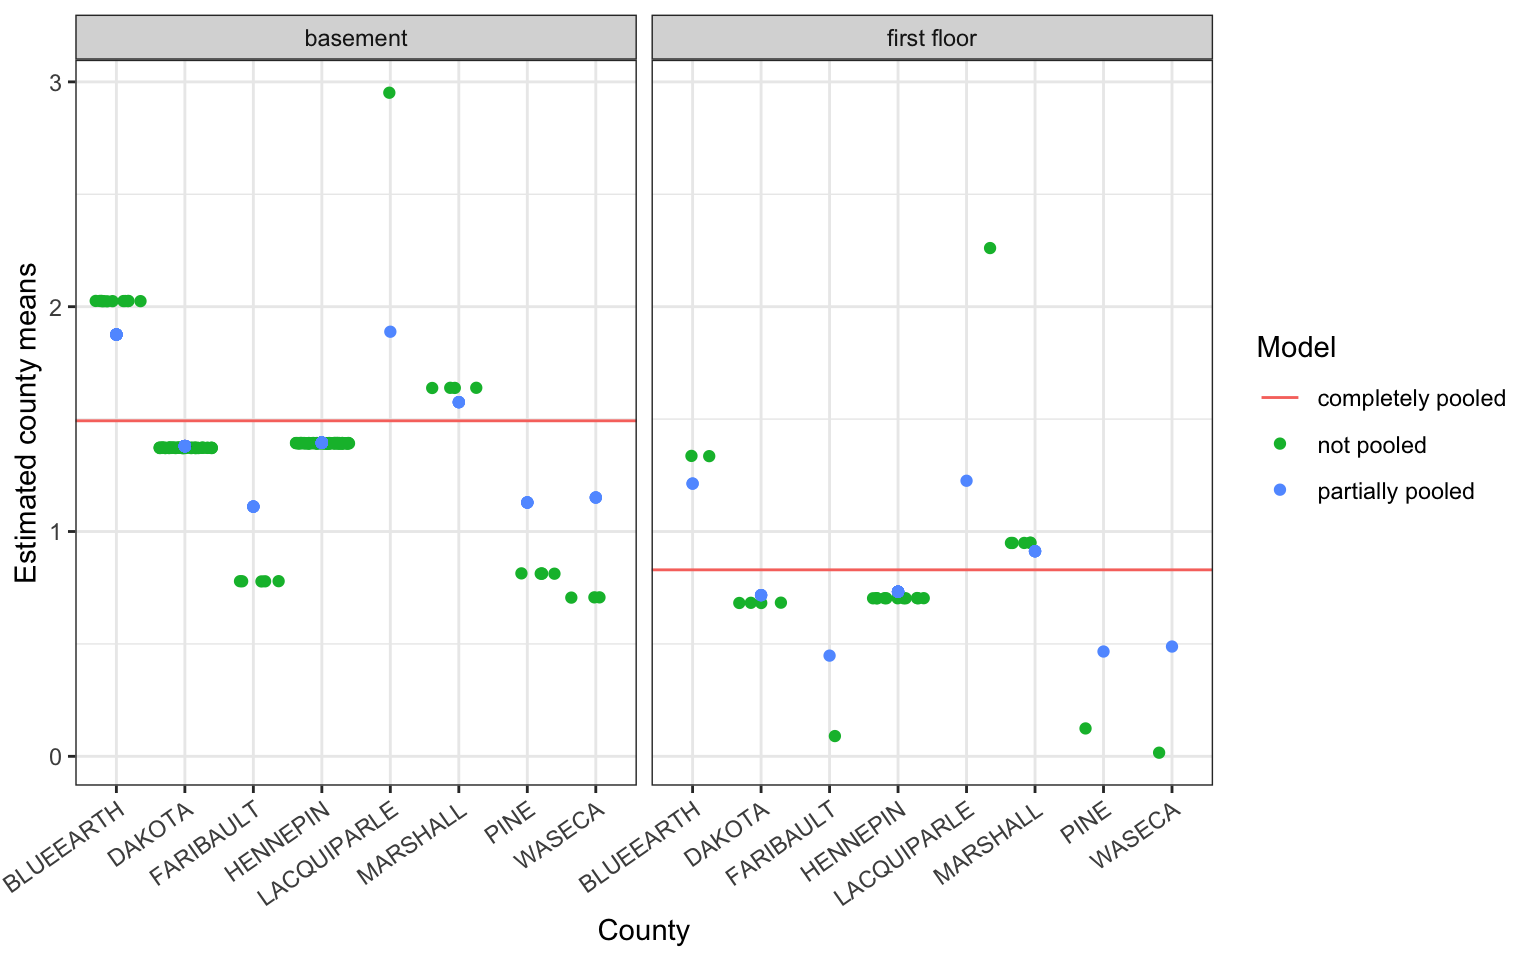 basement
first floor
3
2
1
0
Estimated county means
BLUEEARTH
DAKOTA
FARIBAULT
HENNEPIN
LACQUIPARLE
MARSHALL
PINE
WASECA
BLUEEARTH
DAKOTA
FARIBAULT
HENNEPIN
LACQUIPARLE
MARSHALL
PINE
WASECA
County
Model
completely pooled
not pooled
partially pooled